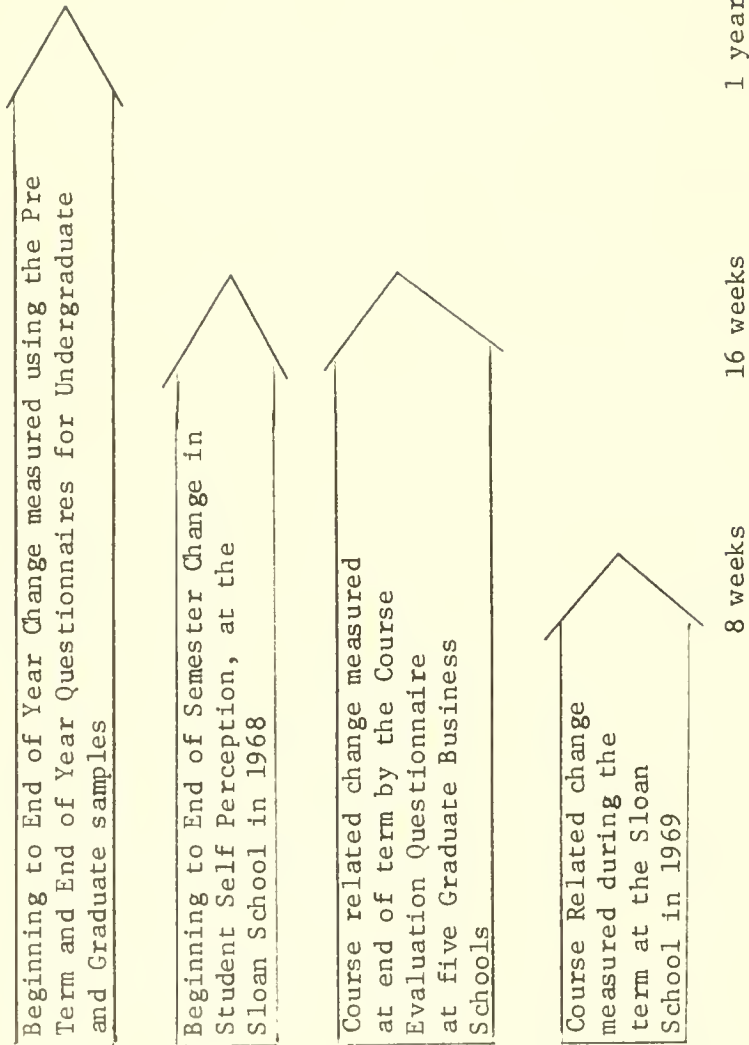 Beginning to End of Year Change measured using the Pre
Term and End of Year Questionnaires for Undergraduate
and Graduate samples
Beginning to End of Semester Change in
Student Self Perception, at the
Sloan School in 1968
Course related change measured
at end of term by the Course
Evaluation Questionnaire
at five Graduate Business
Schools
Course Related change
measured during the
term at the Sloan
School in 1969
8 weeks
16 weeks
1 year